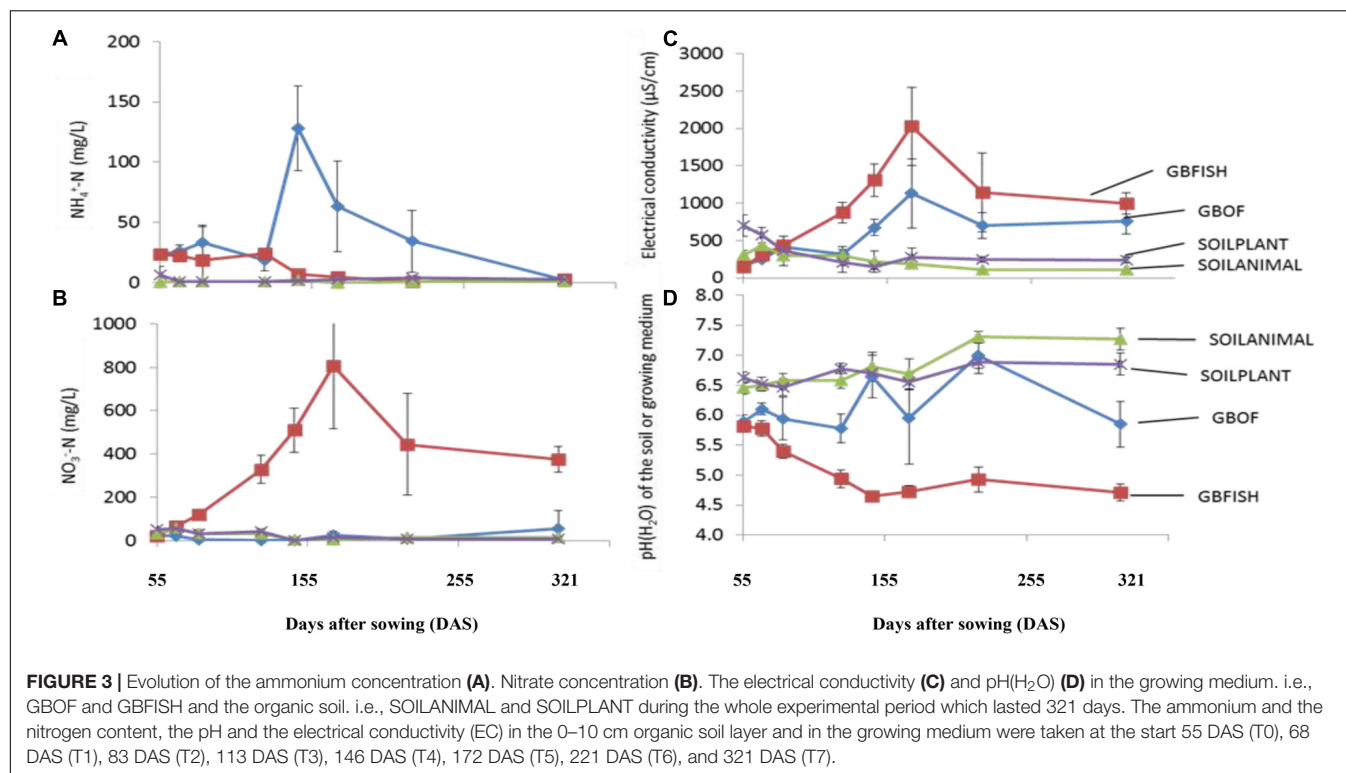 A
200
150
100
50
0
NH₄⁺-N (mg/L)
B
1000
800
600
400
200
0
NO₃⁻-N (mg/L)
55 155 255 321
Days after sowing (DAS)
C
3000
2500
2000
1500
1000
500
0
Electrical conductivity (µS/cm)
GBFISH
GBOF
SOILPLANT
SOILANIMAL
D
8.0
7.5
7.0
6.5
6.0
5.5
5.0
4.5
4.0
pH(H₂O) of the soil or growing medium
SOILANIMAL
SOILPLANT
GBOF
GBFISH
55 155 255 321
Days after sowing (DAS)
FIGURE 3 | Evolution of the ammonium concentration (A). Nitrate concentration (B). The electrical conductivity (C) and pH(H₂O) (D) in the growing medium. i.e.,
GBOF and GBFISH and the organic soil. i.e., SOILANIMAL and SOILPLANT during the whole experimental period which lasted 321 days. The ammonium and the
nitrogen content, the pH and the electrical conductivity (EC) in the 0–10 cm organic soil layer and in the growing medium were taken at the start 55 DAS (T0), 68
DAS (T1), 83 DAS (T2), 113 DAS (T3), 146 DAS (T4), 172 DAS (T5), 221 DAS (T6), and 321 DAS (T7).